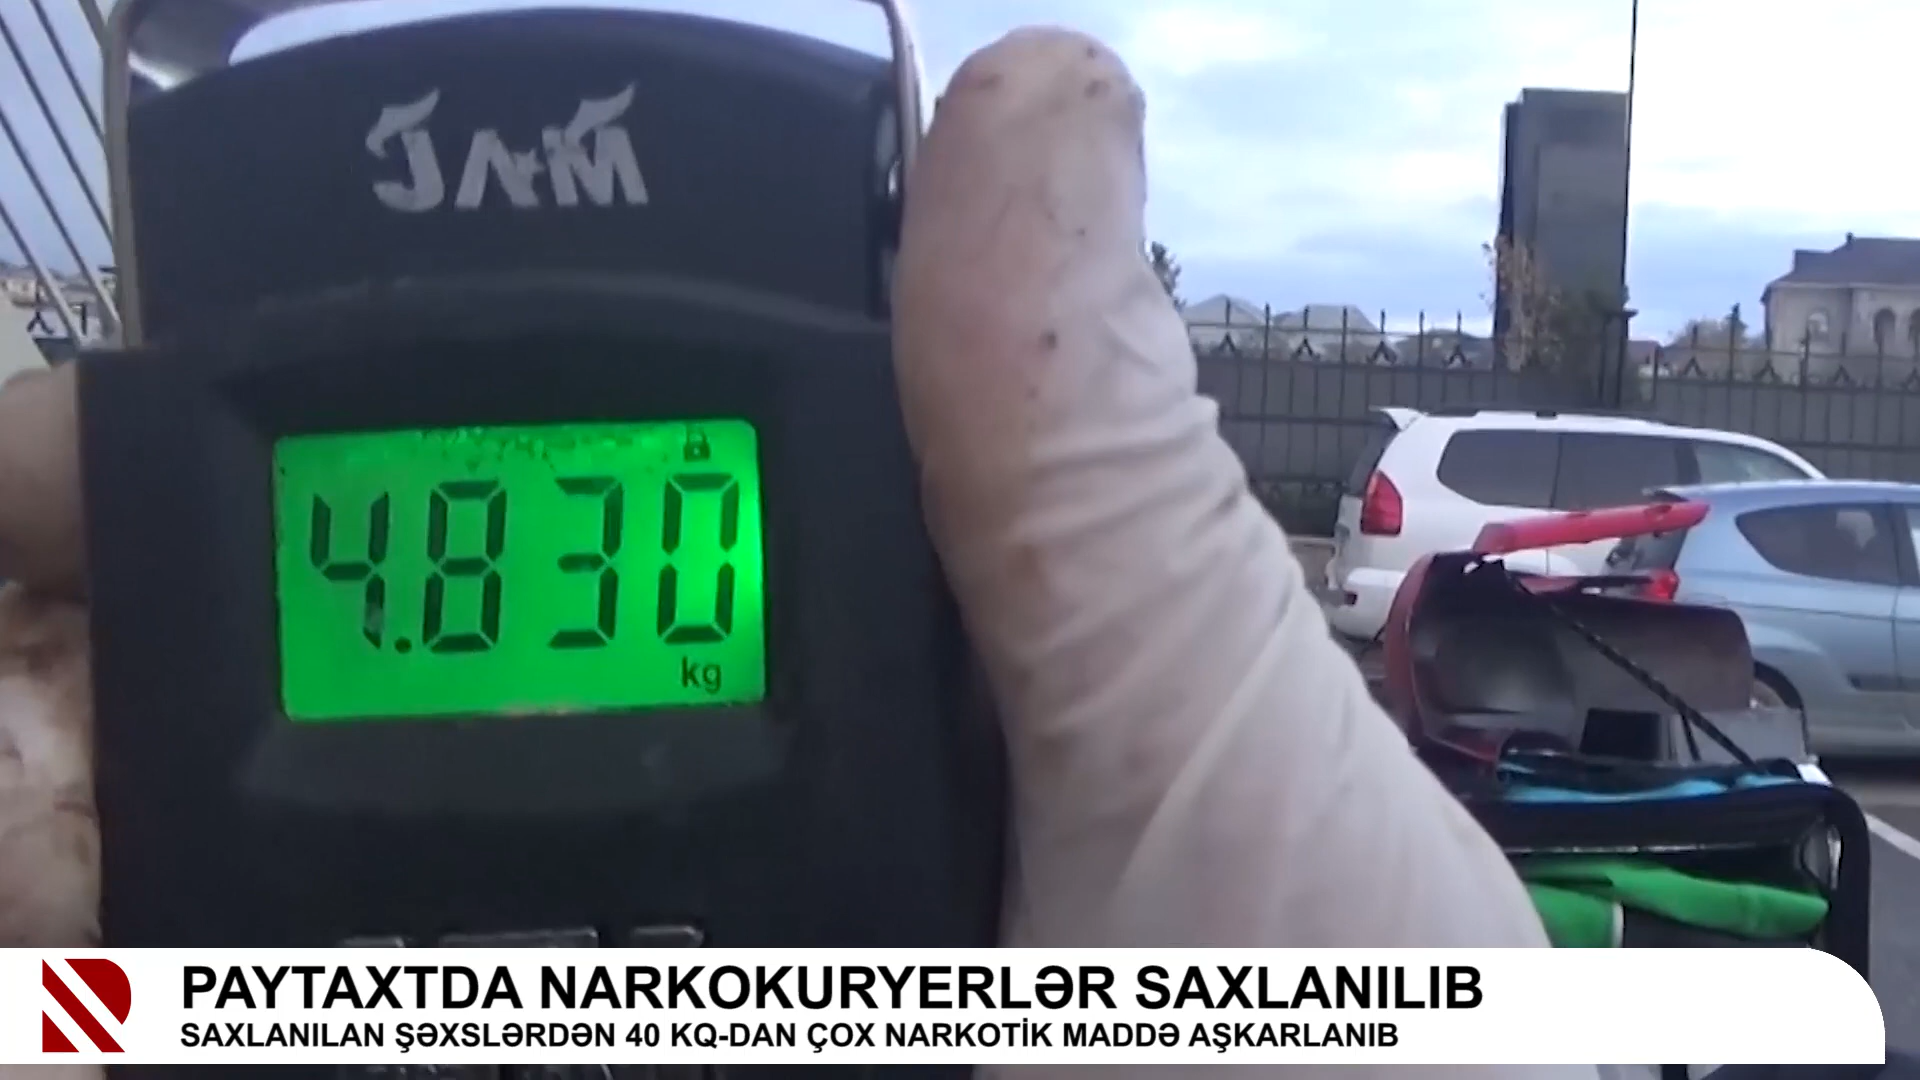 JAM
4.830
kg
PAYTAXTDA NARKOKURYERLƏR SAXLANILIB
SAXLANILAN ŞƏXSLƏRDƏN 40 KQ-DAN ÇOX NARKOTİK MADDƏ AŞKARLANIB